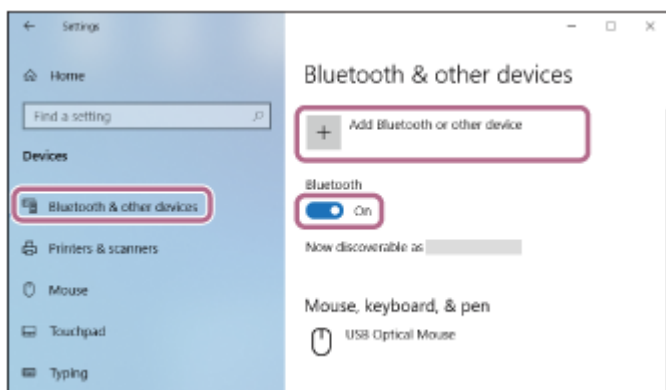 Settings
Home
Find a setting
Devices
Bluetooth & other devices
Printers & scanners
Mouse
Touchpad
Typing
Bluetooth & other devices
Add Bluetooth or other device
Bluetooth
On
Now discoverable as
Mouse, keyboard, & pen
USB Optical Mouse